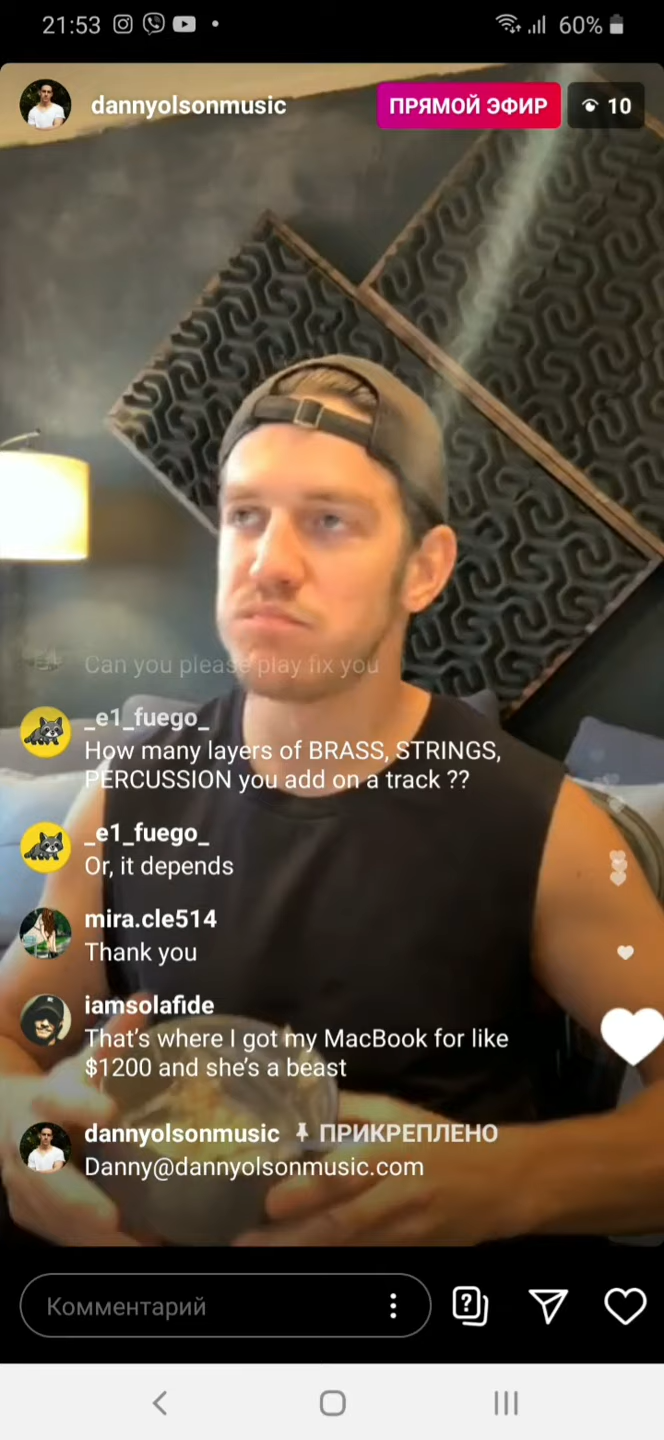 21:53
60%
dannyolsonmusic
ПРЯМОЙ ЭФИР
10
Can you please play fix you
_e1_fuego_
How many layers of BRASS, STRINGS,
PERCUSSION you add on a track ??
_e1_fuego_
Or, it depends
mira.cle514
Thank you
iamsolafide
That's where I got my MacBook for like
$1200 and she's a beast
dannyolsonmusic ПРИКРЕПЛЕНО
Danny@dannyolsonmusic.com
Комментарий